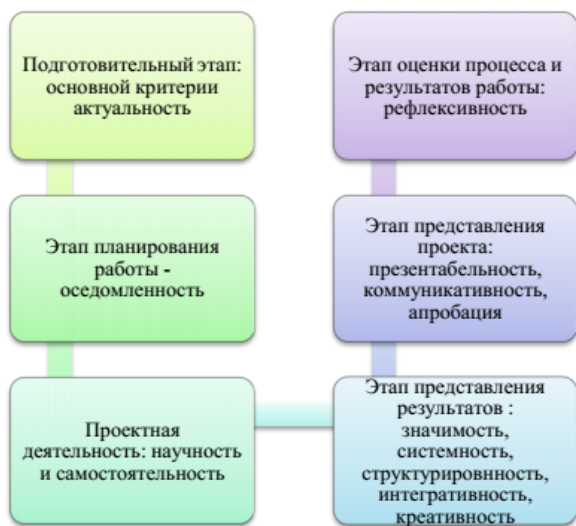 Подготовительный этап:
основной критерии
актуальность
Этап планирования
работы -
оседомленность
Проектная
деятельность: научность
и самостоятельность
Этап представления
результатов :
значимость,
системность,
структурировнность,
интегративность,
креативность
Этап представления
проекта:
презентабельность,
коммуникативность,
апробация
Этап оценки процесса и
результатов работы:
рефлексивность